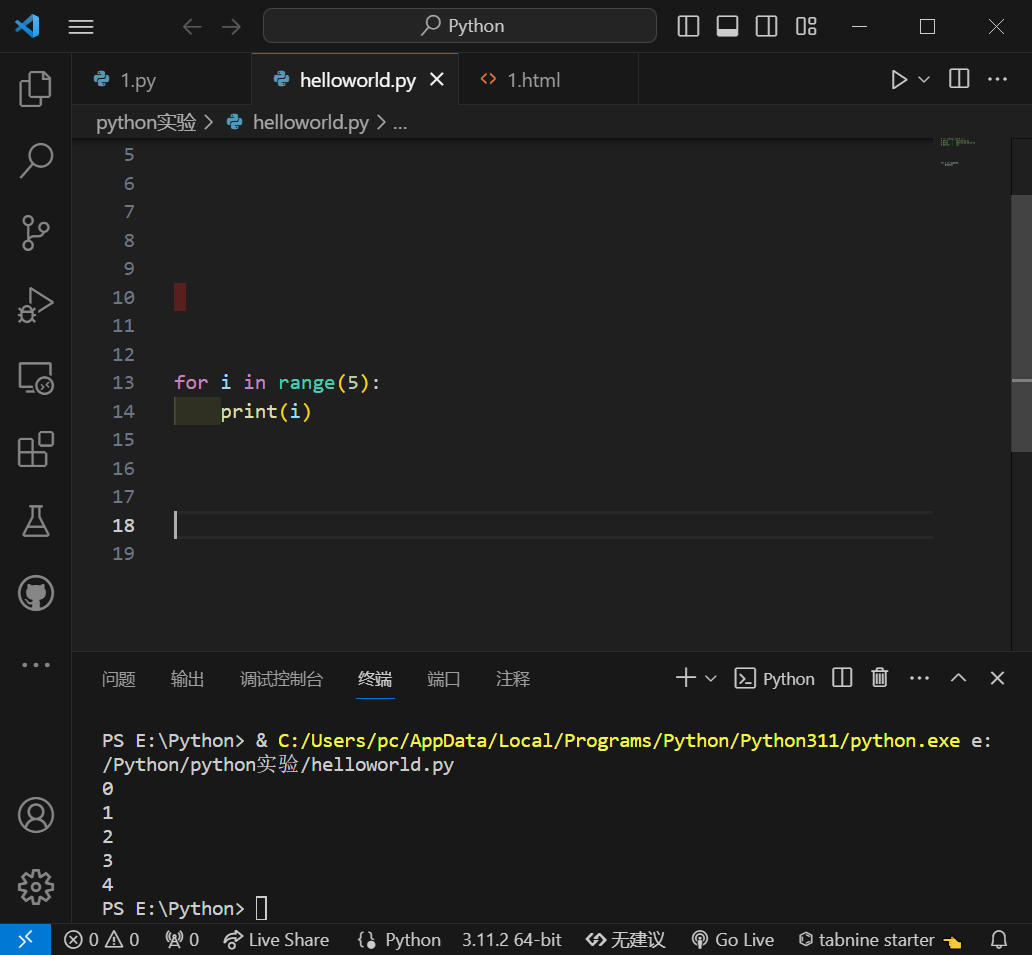 Python
1.py
helloworld.py
1.html
python实验 > helloworld.py > ...
5
6
7
8
9
10
11
12
13 for i in range(5):
14 print(i)
15
16
17
18
19
问题 输出 调试控制台 终端 端口 注释
Python
PS E:\Python> & C:/Users/pc/AppData/Local/Programs/Python/Python311/python.exe e:
/Python/python实验/helloworld.py
0
1
2
3
4
PS E:\Python>
0 0 0 Live Share Python 3.11.2 64-bit 无建议 Go Live tabnine starter